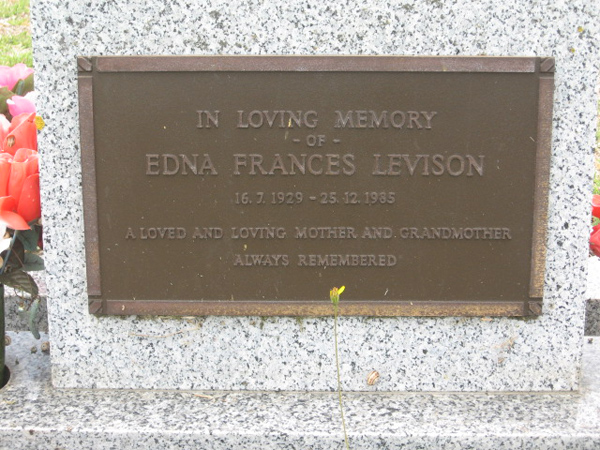 IN LOVING MEMORY
- OF -
EDNA FRANCES LEVISON
16.7.1929 - 25.12.1985
A LOVED AND LOVING MOTHER AND GRANDMOTHER
ALWAYS REMEMBERED